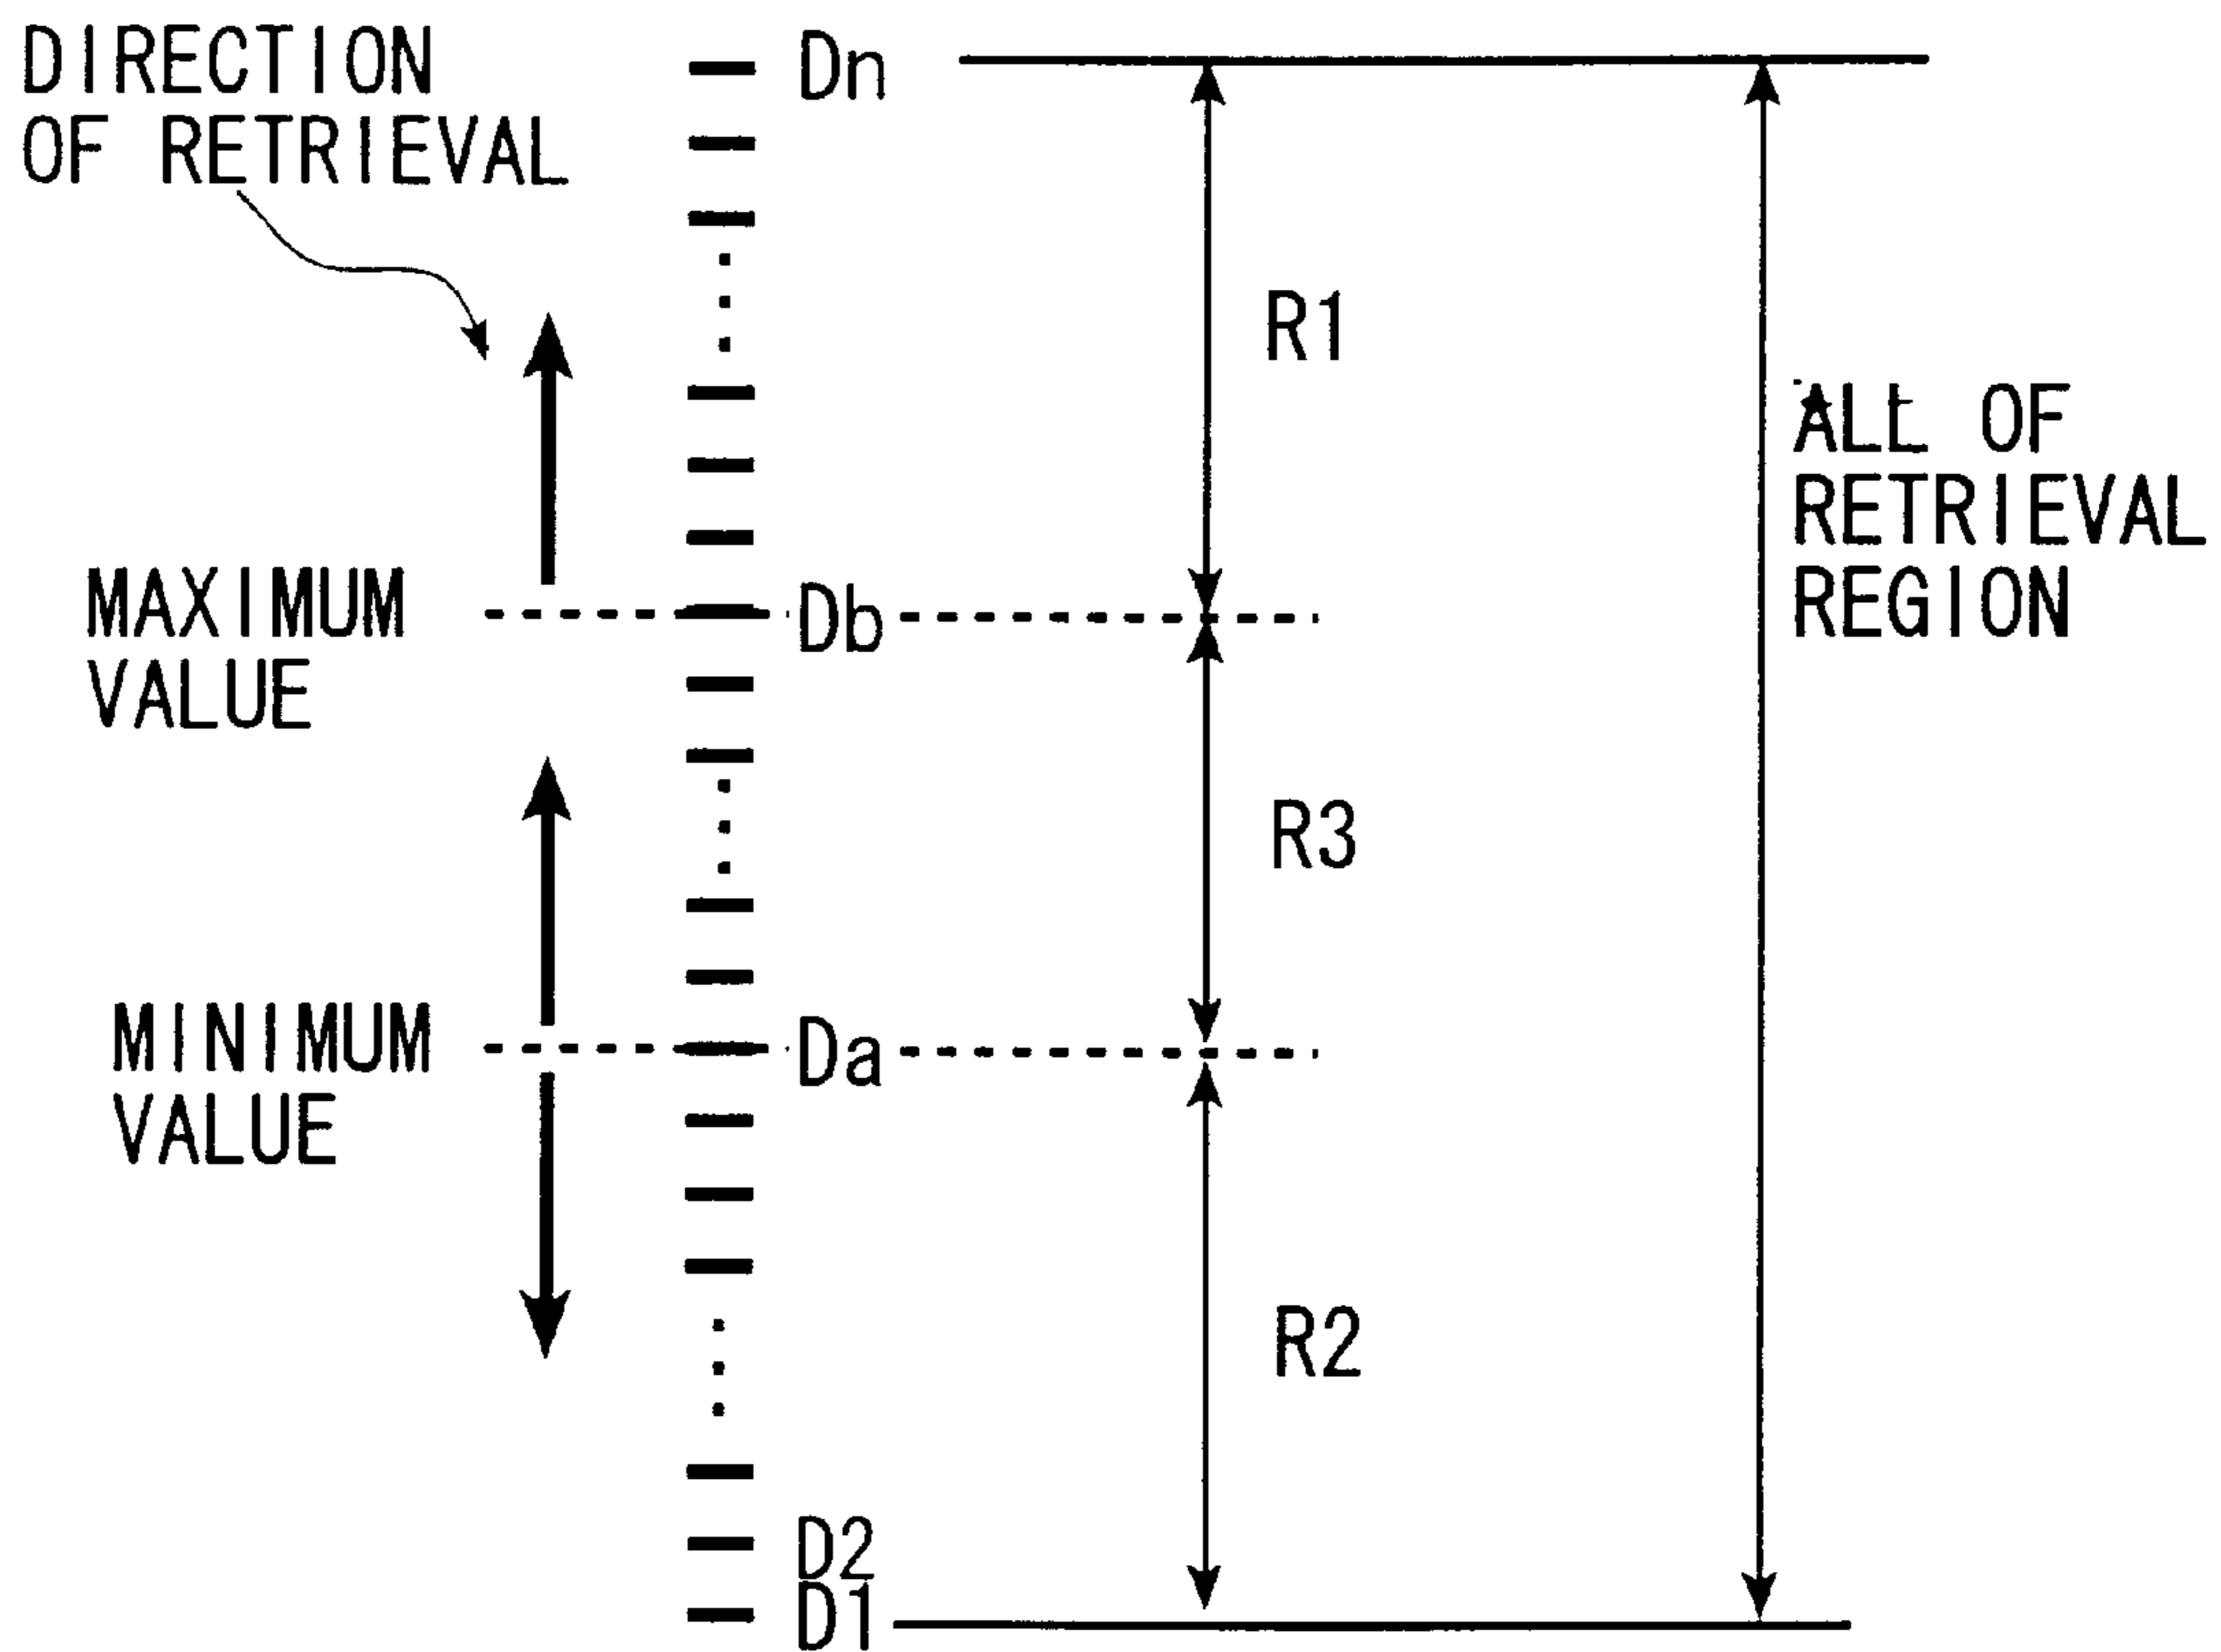 DIRECTION
OF RETRIEVAL
Dn
R1
ALL OF
RETRIEVAL
REGION
MAXIMUM
VALUE
Db
R3
MINIMUM
VALUE
Da
R2
D2
D1